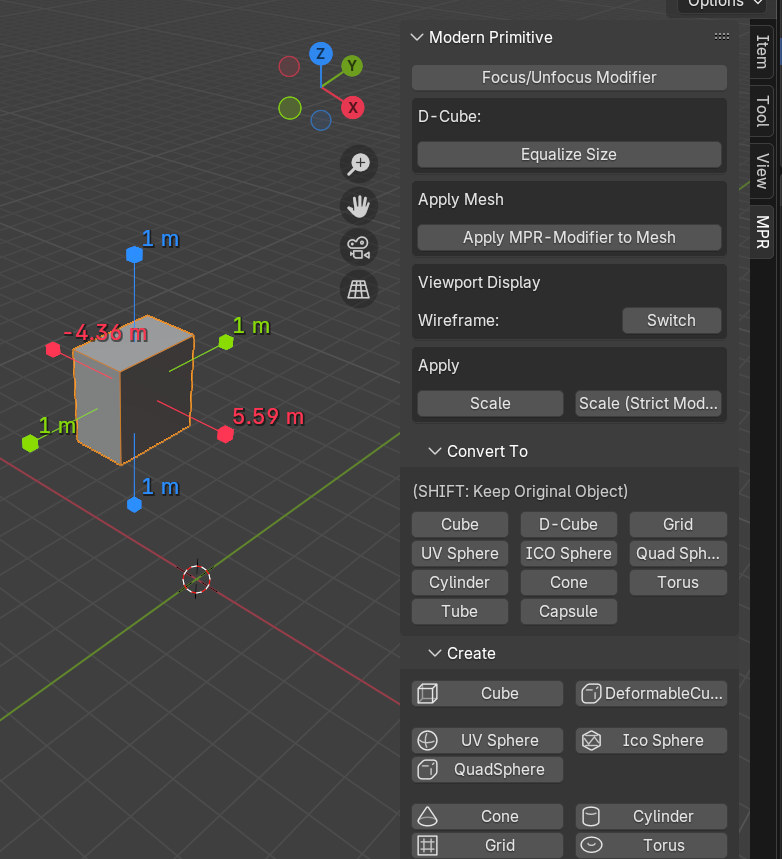 Options
Z
Y
X
1 m
-4.36 m
1 m
1 m
5.59 m
1 m
Modern Primitive
Focus/Unfocus Modifier
D-Cube:
Equalize Size
Apply Mesh
Apply MPR-Modifier to Mesh
Viewport Display
Wireframe: Switch
Apply
Scale Scale (Strict Mod...
Convert To
(SHIFT: Keep Original Object)
Cube D-Cube Grid
UV Sphere ICO Sphere Quad Sph...
Cylinder Cone Torus
Tube Capsule
Create
Cube DeformableCu...
UV Sphere Ico Sphere
QuadSphere
Cone Cylinder
Grid Torus
Item
Tool
View
MPR